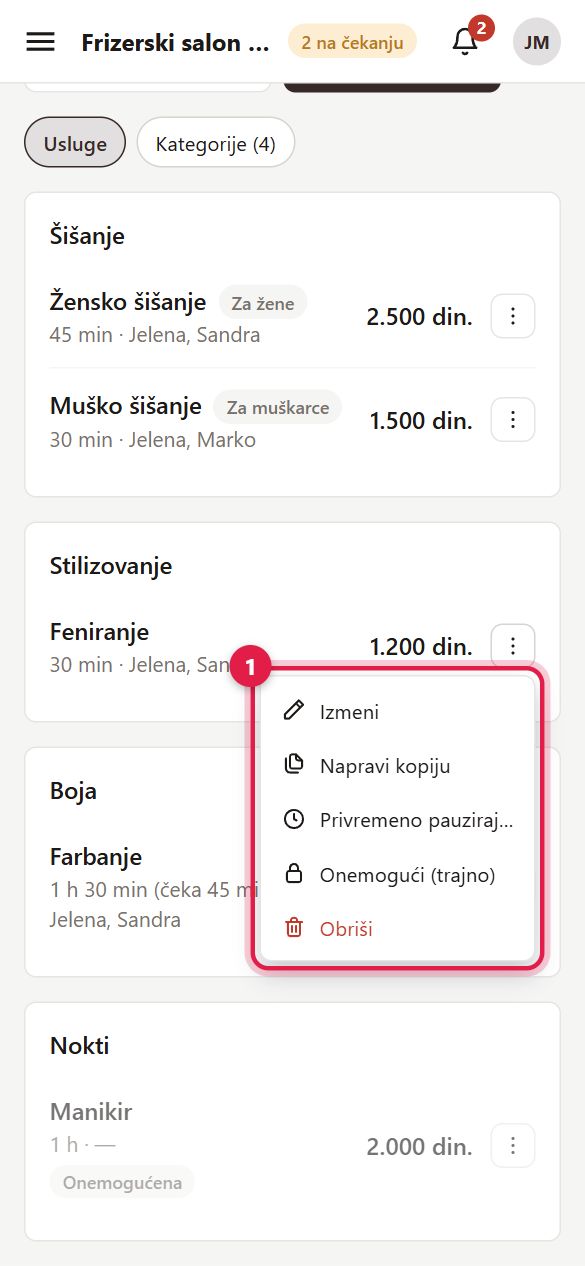 Frizerski salon ...
2 na čekanju
2
JM
Usluge
Kategorije (4)
Šišanje
Žensko šišanje
Za žene
45 min · Jelena, Sandra
2.500 din.
Muško šišanje
Za muškarce
30 min · Jelena, Marko
1.500 din.
Stilizovanje
Feniranje
30 min · Jelena, San
1.200 din.
1
Izmeni
Napravi kopiju
Privremeno pauziraj...
Onemogući (trajno)
Obriši
Boja
Farbanje
1 h 30 min (čeka 45 mi
Jelena, Sandra
Nokti
Manikir
1 h · —
2.000 din.
Onemogućena